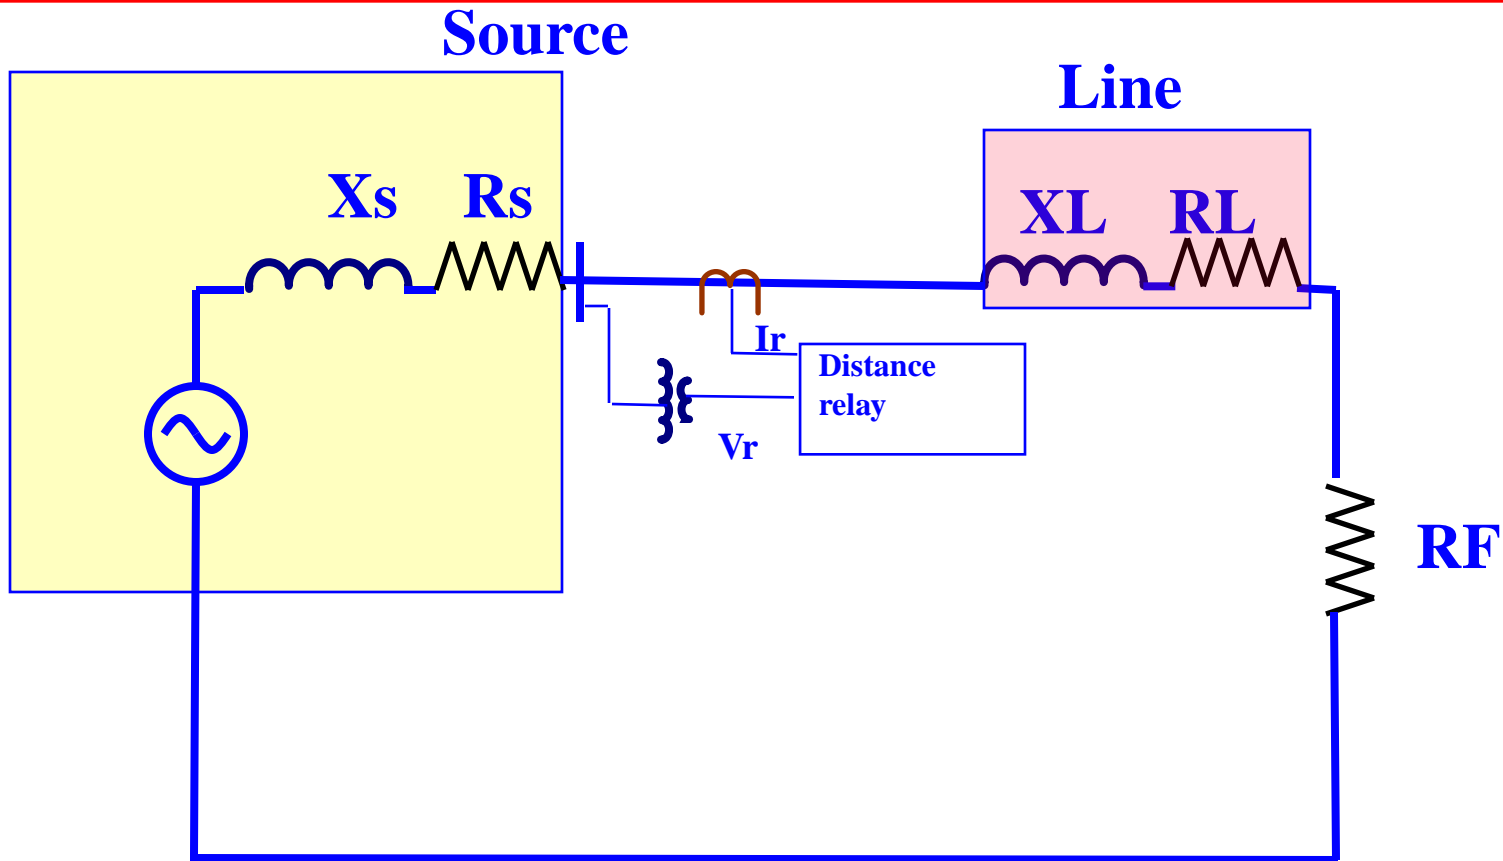 Source
Line
Xs Rs
XL RL
Ir
Distance
relay
Vr
RF